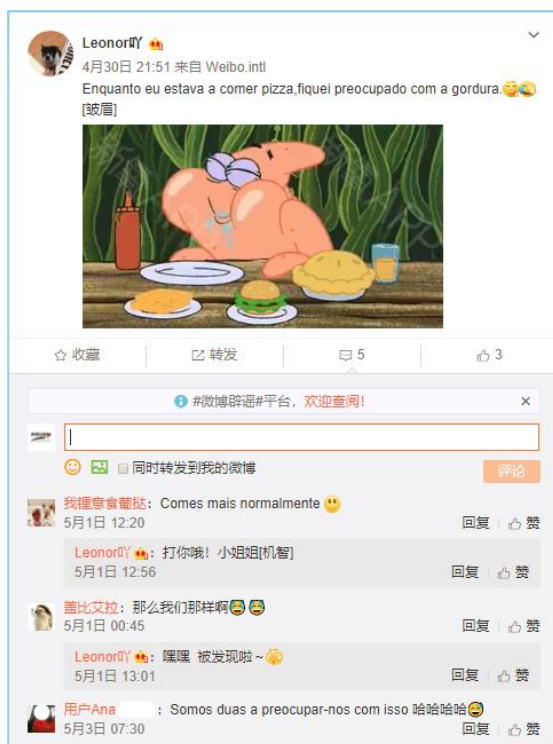 Leonor吖
4月30日 21:51 来自 Weibo.intl
Enquanto eu estava a comer pizza,fiquei preocupado com a gordura.
[皱眉]
收藏
转发
5
3
#微博辟谣#平台，欢迎查阅!
同时转发到我的微博
评论
我锂意食葡挞：Comes mais normalmente
5月1日 12:20
回复 赞
Leonor吖：打你哦！小姐姐[机智]
5月1日 12:56
回复 赞
盖比艾拉：那么我们那样啊
5月1日 00:45
回复 赞
Leonor吖：嘿嘿 被发现啦~
5月1日 13:01
回复 赞
用户Ana：Somos duas a preocupar-nos com isso 哈哈哈哈
5月3日 07:30
回复 赞